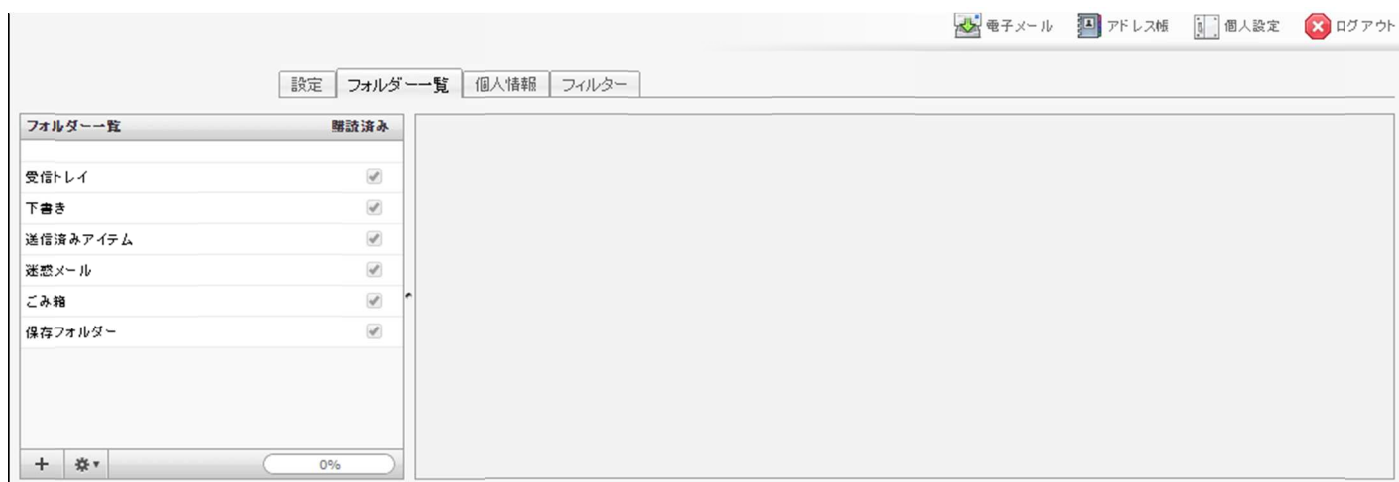 電子メール アドレス帳 個人設定 ログアウト
設定 フォルダー一覧 個人情報 フィルター
フォルダー一覧 購読済み
受信トレイ
下書き
送信済みアイテム
迷惑メール
ごみ箱
保存フォルダー
0%